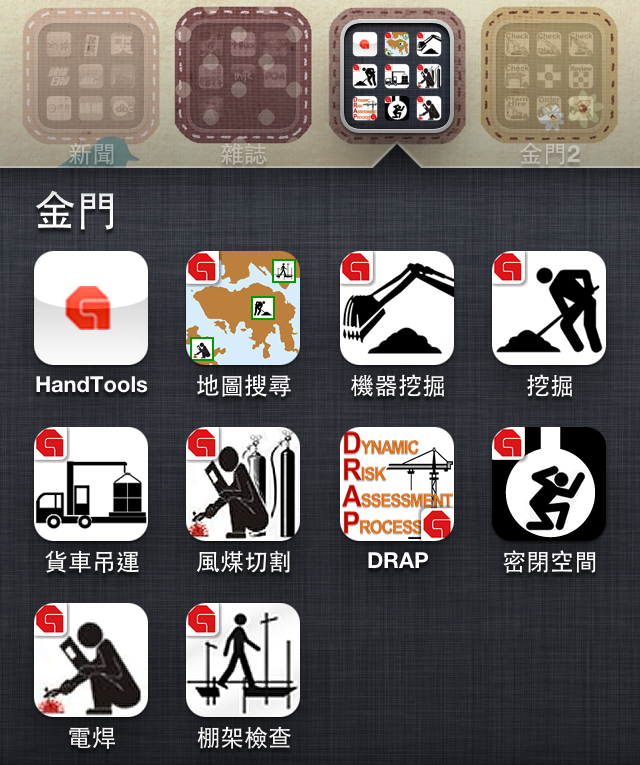 新聞
雜誌
金門2
金門
HandTools
地圖搜尋
機器挖掘
挖掘
貨車吊運
風煤切割
DYNAMIC
RISK
ASSESSMENT
PROCESS
DRAP
密閉空間
電焊
棚架檢查